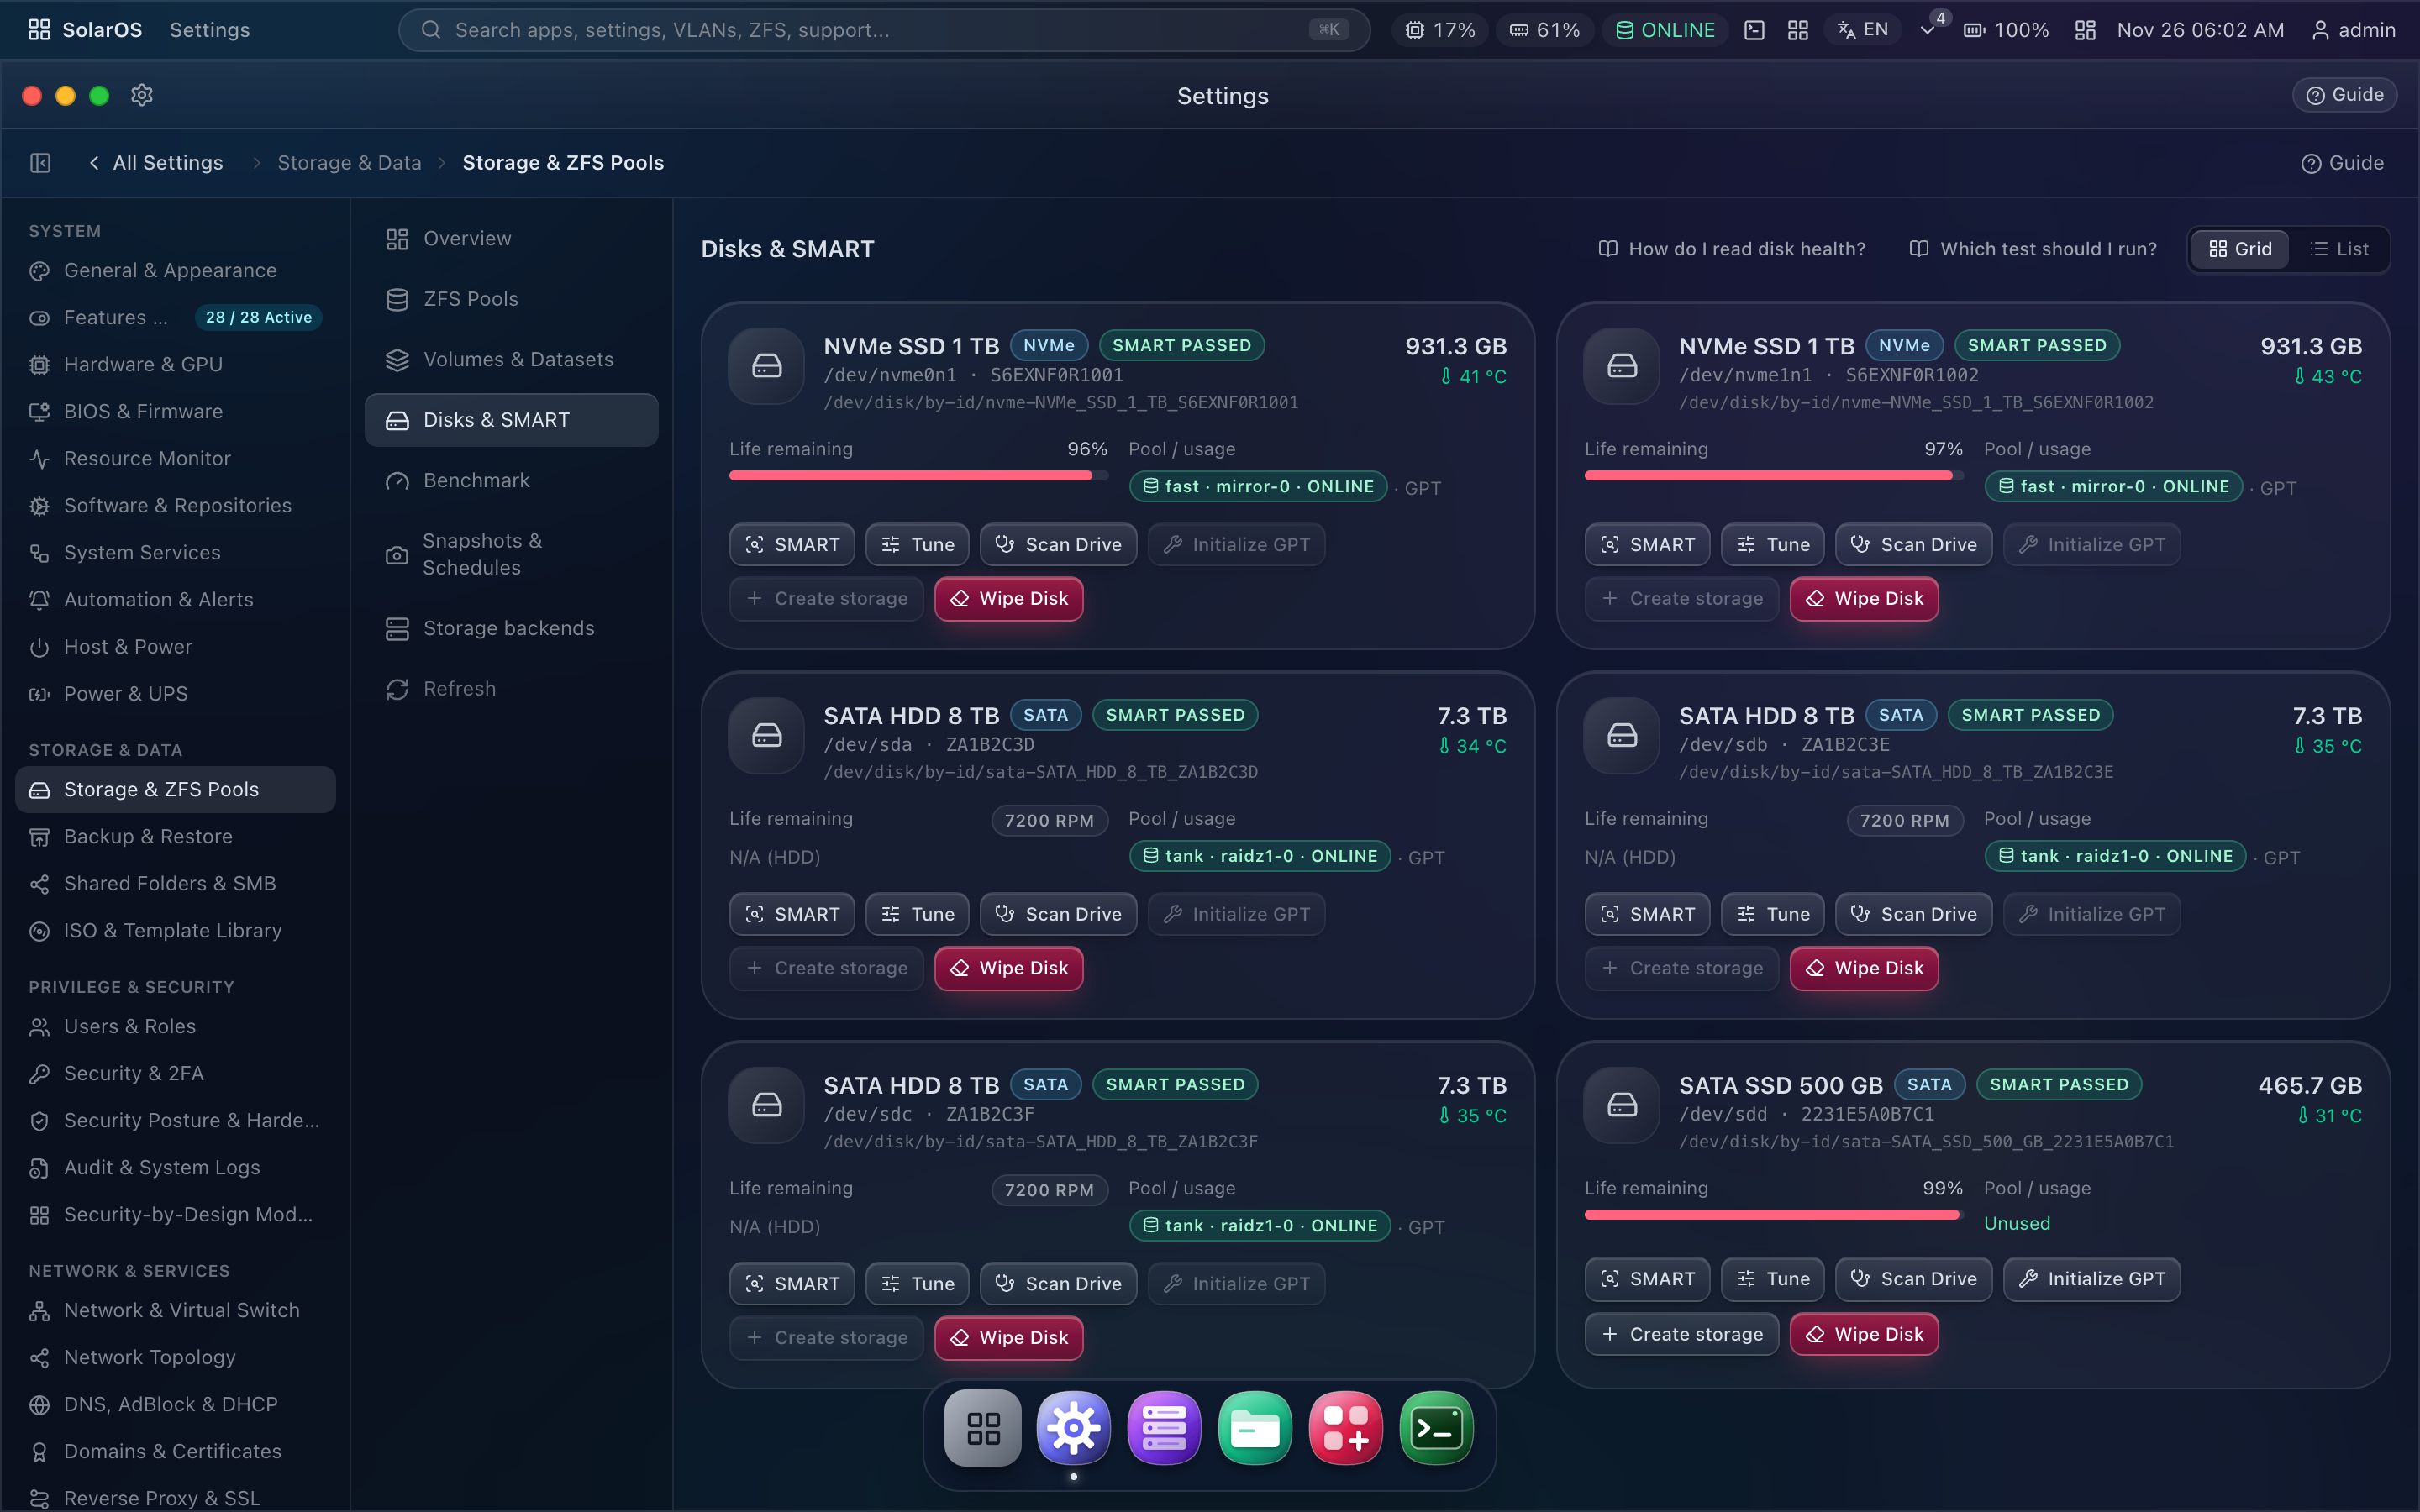 SolarOS
Settings
Search apps, settings, VLANs, ZFS, support...
⌘K
17%
61%
ONLINE
EN
4
100%
Nov 26 06:02 AM
admin
Settings
Guide
All Settings
Storage & Data
Storage & ZFS Pools
Guide
SYSTEM
General & Appearance
Features ...
28 / 28 Active
Hardware & GPU
BIOS & Firmware
Resource Monitor
Software & Repositories
System Services
Automation & Alerts
Host & Power
Power & UPS
STORAGE & DATA
Storage & ZFS Pools
Backup & Restore
Shared Folders & SMB
ISO & Template Library
PRIVILEGE & SECURITY
Users & Roles
Security & 2FA
Security Posture & Harde...
Audit & System Logs
Security-by-Design Mod...
NETWORK & SERVICES
Network & Virtual Switch
Network Topology
DNS, AdBlock & DHCP
Domains & Certificates
Reverse Proxy & SSL
Overview
ZFS Pools
Volumes & Datasets
Disks & SMART
Benchmark
Snapshots &
Schedules
Storage backends
Refresh
Disks & SMART
How do I read disk health?
Which test should I run?
Grid
List
NVMe SSD 1 TB
NVMe
SMART PASSED
931.3 GB
/dev/nvme0n1 · S6EXNF0R1001
41 °C
/dev/disk/by-id/nvme-NVMe_SSD_1_TB_S6EXNF0R1001
Life remaining
96%
Pool / usage
fast · mirror-0 · ONLINE
· GPT
SMART
Tune
Scan Drive
Initialize GPT
Create storage
Wipe Disk
NVMe SSD 1 TB
NVMe
SMART PASSED
931.3 GB
/dev/nvme1n1 · S6EXNF0R1002
43 °C
/dev/disk/by-id/nvme-NVMe_SSD_1_TB_S6EXNF0R1002
Life remaining
97%
Pool / usage
fast · mirror-0 · ONLINE
· GPT
SMART
Tune
Scan Drive
Initialize GPT
Create storage
Wipe Disk
SATA HDD 8 TB
SATA
SMART PASSED
7.3 TB
/dev/sda · ZA1B2C3D
34 °C
/dev/disk/by-id/sata-SATA_HDD_8_TB_ZA1B2C3D
Life remaining
7200 RPM
Pool / usage
N/A (HDD)
tank · raidz1-0 · ONLINE
· GPT
SMART
Tune
Scan Drive
Initialize GPT
Create storage
Wipe Disk
SATA HDD 8 TB
SATA
SMART PASSED
7.3 TB
/dev/sdb · ZA1B2C3E
35 °C
/dev/disk/by-id/sata-SATA_HDD_8_TB_ZA1B2C3E
Life remaining
7200 RPM
Pool / usage
N/A (HDD)
tank · raidz1-0 · ONLINE
· GPT
SMART
Tune
Scan Drive
Initialize GPT
Create storage
Wipe Disk
SATA HDD 8 TB
SATA
SMART PASSED
7.3 TB
/dev/sdc · ZA1B2C3F
35 °C
/dev/disk/by-id/sata-SATA_HDD_8_TB_ZA1B2C3F
Life remaining
7200 RPM
Pool / usage
N/A (HDD)
tank · raidz1-0 · ONLINE
· GPT
SMART
Tune
Scan Drive
Initialize GPT
Create storage
Wipe Disk
SATA SSD 500 GB
SATA
SMART PASSED
465.7 GB
/dev/sdd · 2231E5A0B7C1
31 °C
/dev/disk/by-id/sata-SATA_SSD_500_GB_2231E5A0B7C1
Life remaining
99%
Pool / usage
Unused
SMART
Tune
Scan Drive
Initialize GPT
Create storage
Wipe Disk